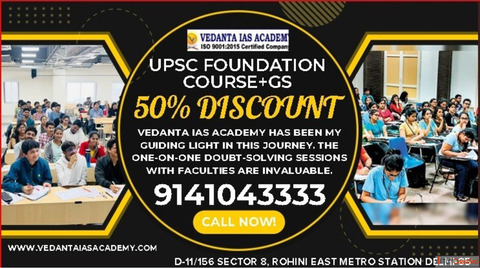 VEDANTA IAS ACADEMY
ISO 9001:2015 Certified Company
UPSC FOUNDATION
COURSE+GS
50% DISCOUNT
VEDANTA IAS ACADEMY HAS BEEN MY
GUIDING LIGHT IN THIS JOURNEY. THE
ONE-ON-ONE DOUBT-SOLVING SESSIONS
WITH FACULTIES ARE INVALUABLE.
9141043333
CALL NOW!
WWW.VEDANTAIASACADEMY.COM
D-11/156 SECTOR 8, ROHINI EAST METRO STATION DELHI-85